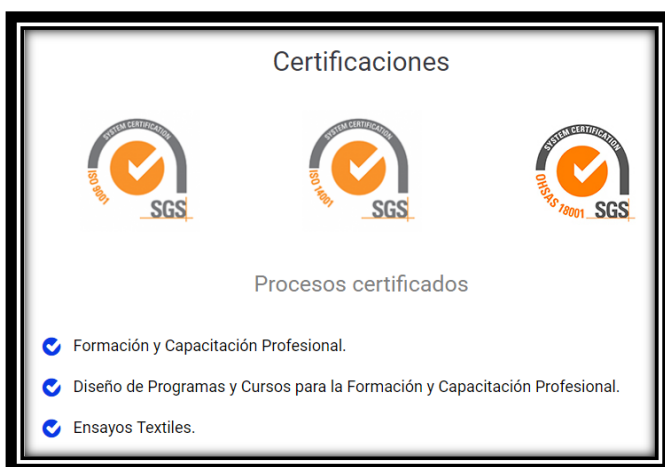 Certificaciones
SYSTEM CERTIFICATION
ISO 9001
SGS
SYSTEM CERTIFICATION
ISO 14001
SGS
SYSTEM CERTIFICATION
OHSAS 18001
SGS
Procesos certificados
Formación y Capacitación Profesional.
Diseño de Programas y Cursos para la Formación y Capacitación Profesional.
Ensayos Textiles.